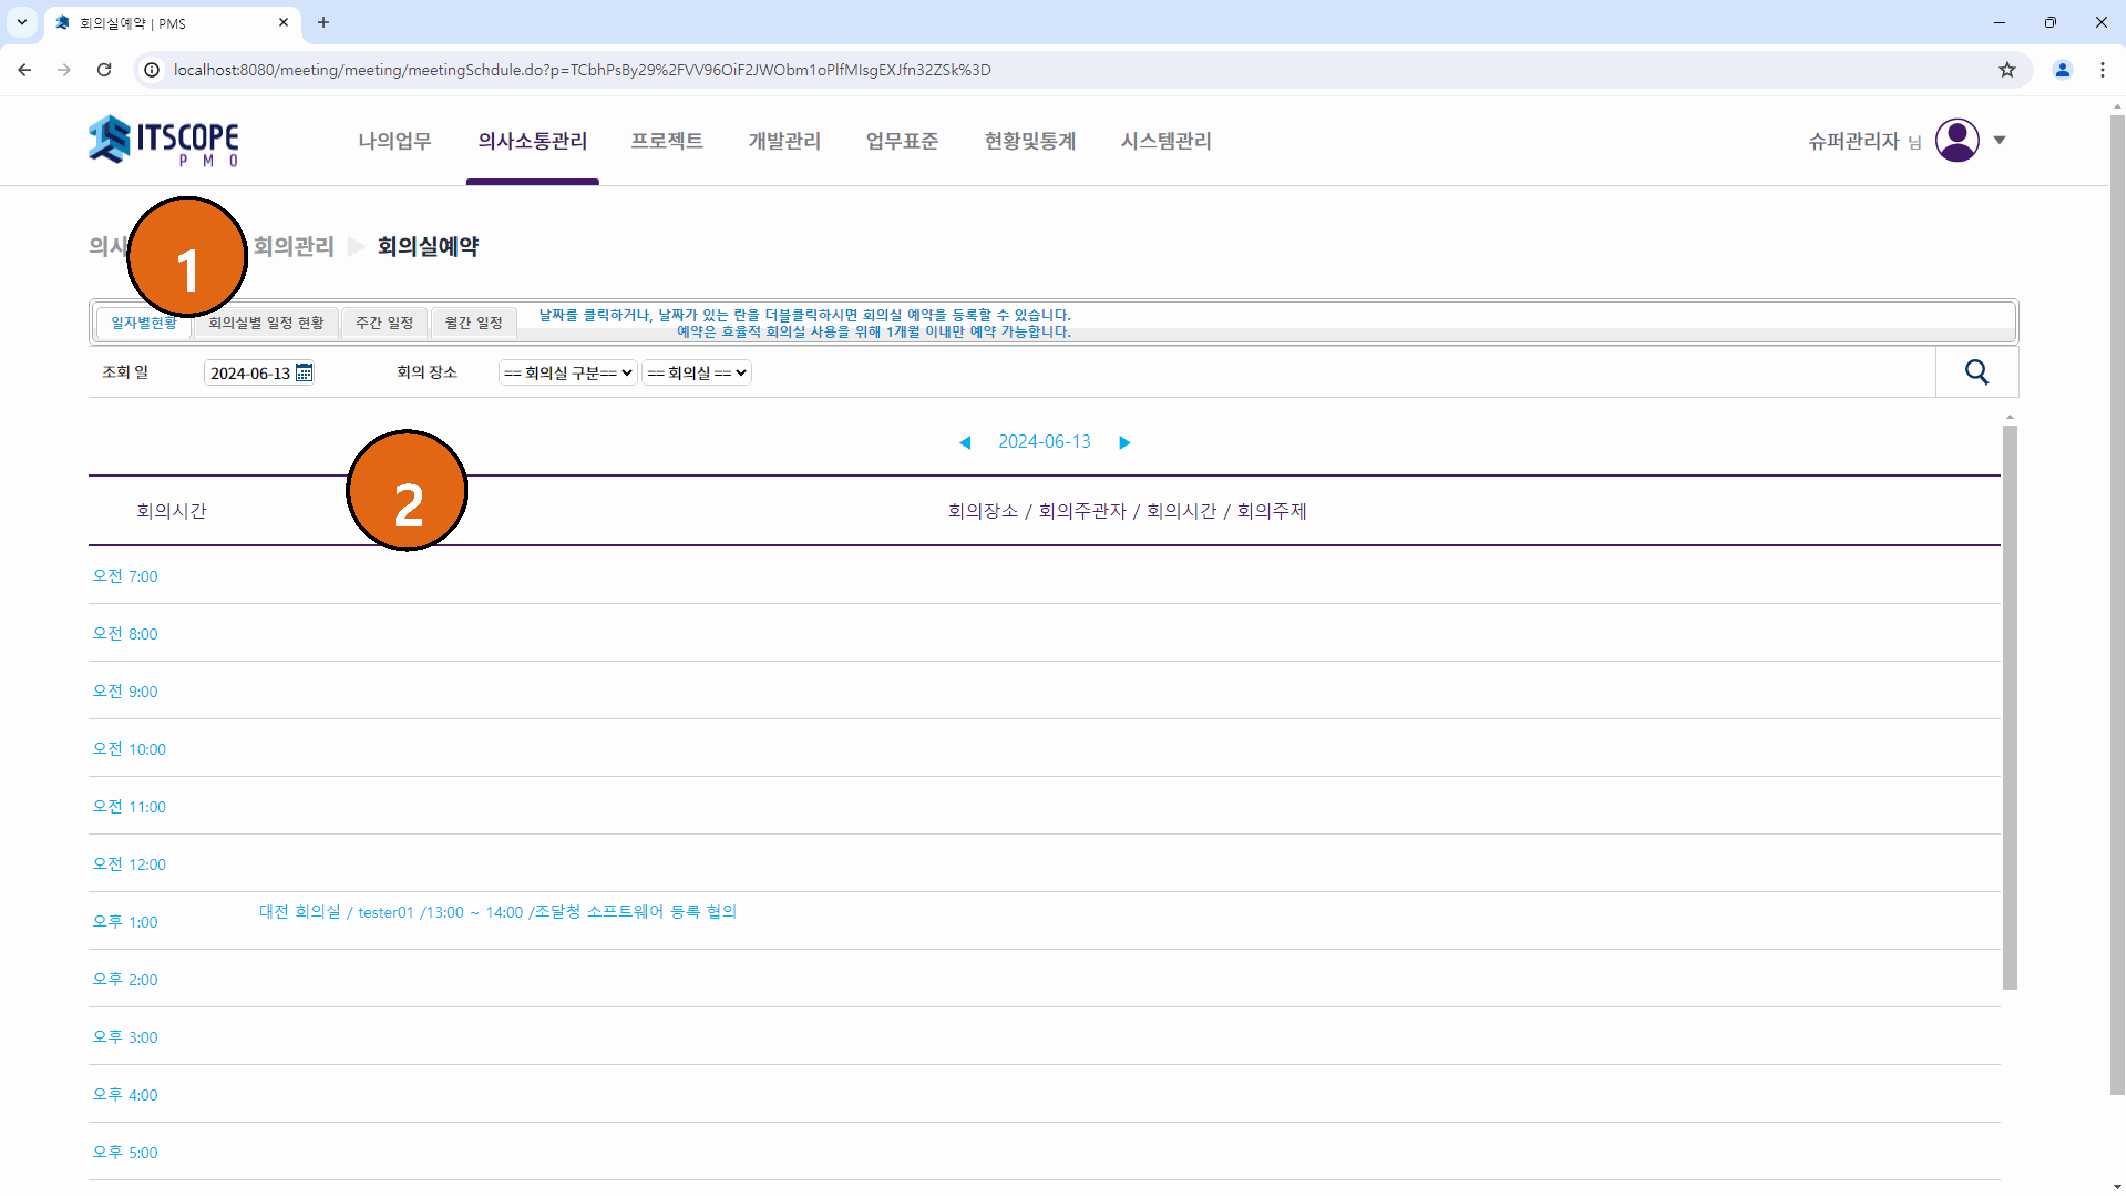 회의실예약 | PMS
localhost:8080/meeting/meeting/meetingSchdule.do?p=TCbhPsBy29%2FVV96OiF2JWObm1oPlfMIsgEXJfn32ZSk%3D
ITSCOPE
PMO
나의업무 의사소통관리 프로젝트 개발관리 업무표준 현황및통계 시스템관리 슈퍼관리자 님
의사 1 회의관리 회의실예약
일자별현황 회의실별 일정 현황 주간 일정 월간 일정
날짜를 클릭하거나, 날짜가 있는 란을 더블클릭하시면 회의실 예약을 등록할 수 있습니다.
예약은 효율적 회의실 사용을 위해 1개월 이내만 예약 가능합니다.
조회 일 2024-06-13 회의 장소 == 회의실 구분== == 회의실 ==
2024-06-13
2
회의시간 회의장소 / 회의주관자 / 회의시간 / 회의주제
오전 7:00
오전 8:00
오전 9:00
오전 10:00
오전 11:00
오전 12:00
오후 1:00 대전 회의실 / tester01 /13:00 ~ 14:00 /조달청 소프트웨어 등록 협의
오후 2:00
오후 3:00
오후 4:00
오후 5:00